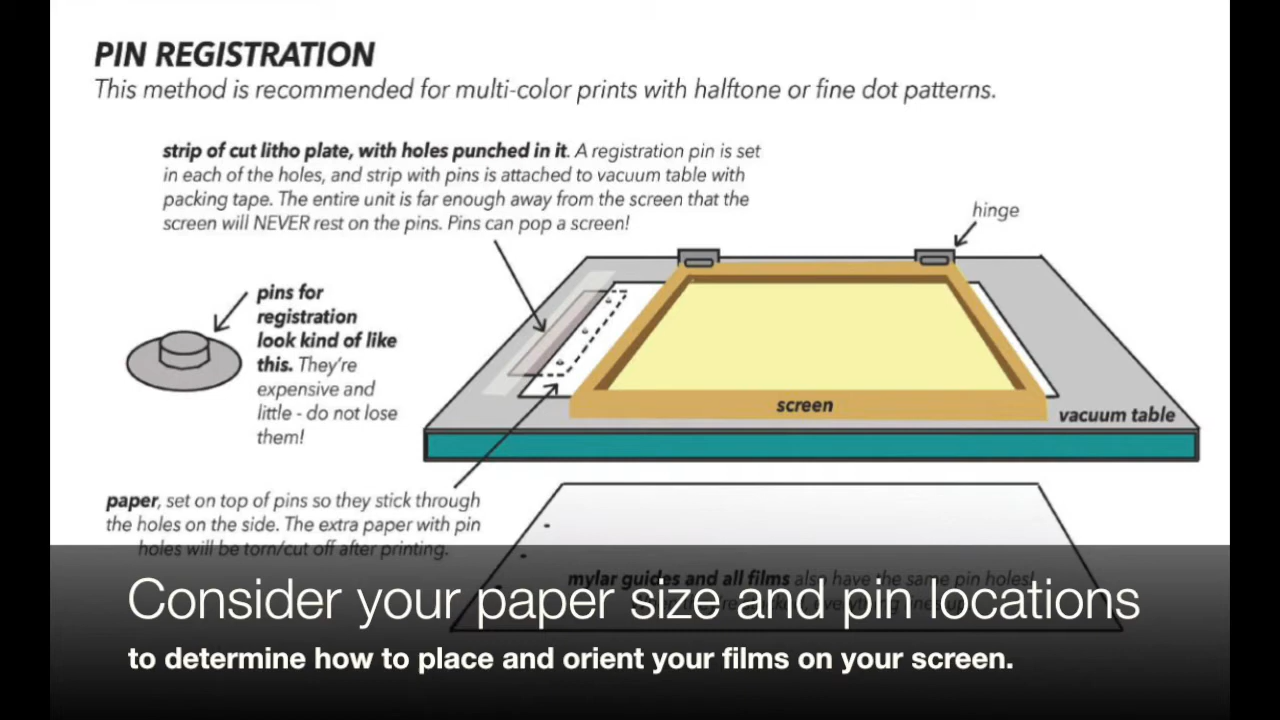 PIN REGISTRATION
This method is recommended for multi-color prints with halftone or fine dot patterns.
strip of cut litho plate, with holes punched in it. A registration pin is set
in each of the holes, and strip with pins is attached to vacuum table with
packing tape. The entire unit is far enough away from the screen that the
screen will NEVER rest on the pins. Pins can pop a screen!
hinge
pins for
registration
look kind of like
this. They're
expensive and
little - do not lose
them!
screen
vacuum table
paper, set on top of pins so they stick through
the holes on the side. The extra paper with pin
holes will be torn/cut off after printing.
mylar guides and all films also have the same pin holes!
Consider your paper size and pin locations
to determine how to place and orient your films on your screen.